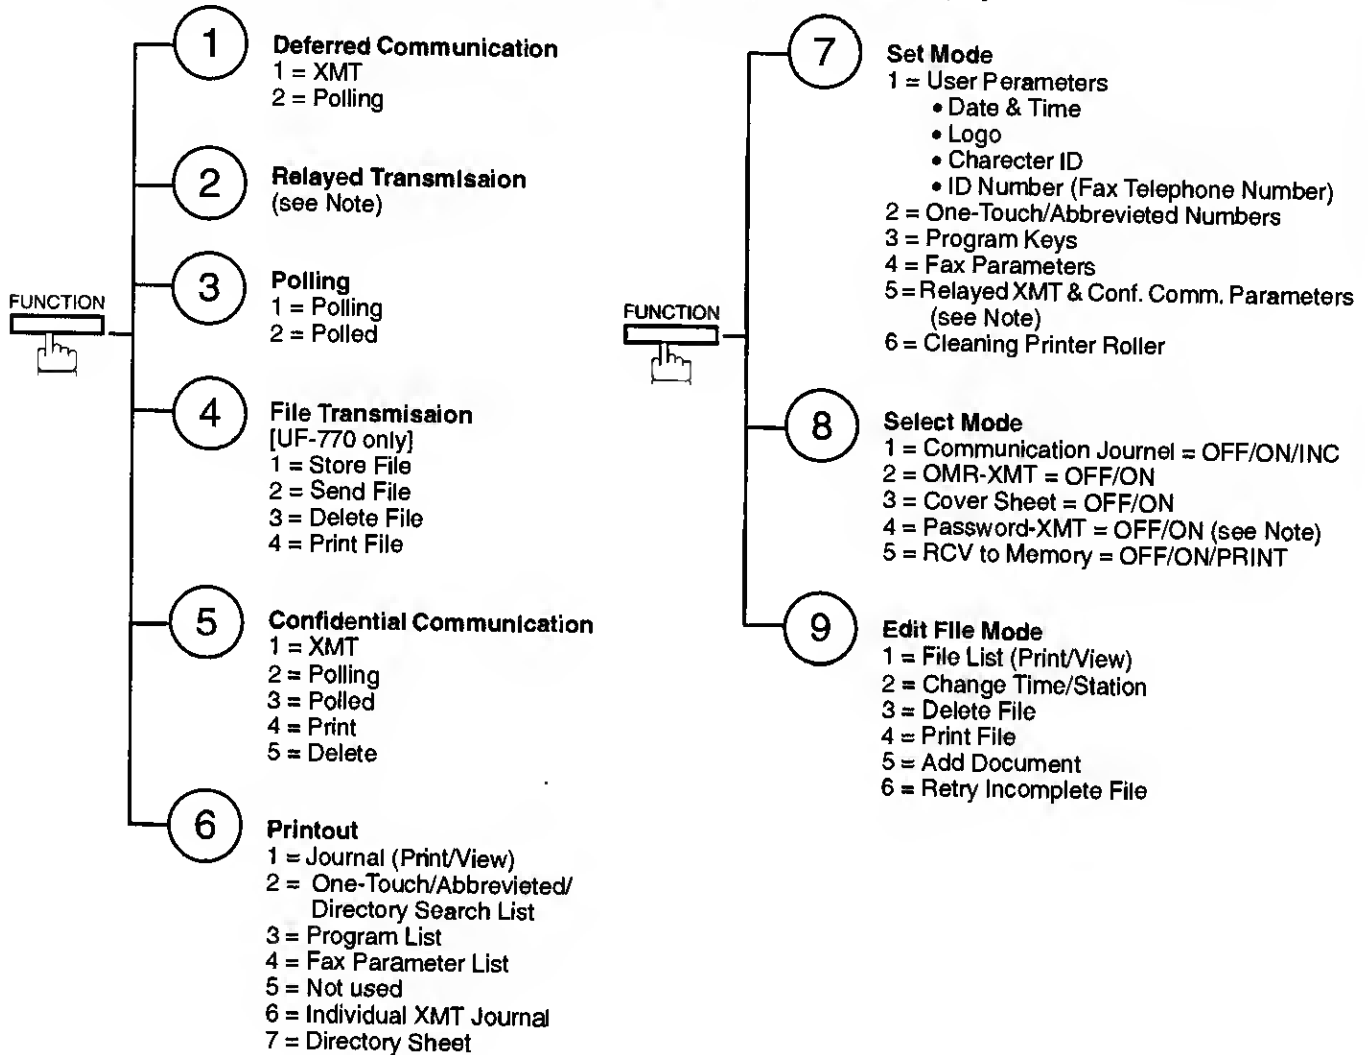 FUNCTION
1
Deferred Communication
1 = XMT
2 = Polling
2
Relayed Transmisaion
(see Note)
3
Polling
1 = Polling
2 = Polled
4
File Transmisaion
[UF-770 only]
1 = Store File
2 = Send File
3 = Delete File
4 = Print File
5
Confidential Communication
1 = XMT
2 = Polling
3 = Polled
4 = Print
5 = Delete
6
Printout
1 = Journal (Print/View)
2 = One-Touch/Abbrevieted/
Directory Search List
3 = Program List
4 = Fax Parameter List
5 = Not used
6 = Individual XMT Journal
7 = Directory Sheet
FUNCTION
7
Set Mode
1 = User Perameters
• Date & Time
• Logo
• Charecter ID
• ID Number (Fax Telephone Number)
2 = One-Touch/Abbrevieted Numbers
3 = Program Keys
4 = Fax Parameters
5=Relayed XMT & Conf. Comm. Parameters
(see Note)
6 = Cleaning Printer Roller
8
Select Mode
1 = Communication Journel = OFF/ON/INC
2 = OMR-XMT = OFF/ON
3 = Cover Sheet = OFF/ON
4 = Password-XMT = OFF/ON (see Note)
5 = RCV to Memory = OFF/ON/PRINT
9
Edit File Mode
1 = File List (Print/View)
2 = Change Time/Station
3 = Delete File
4 = Print File
5 = Add Document
6 = Retry Incomplete File